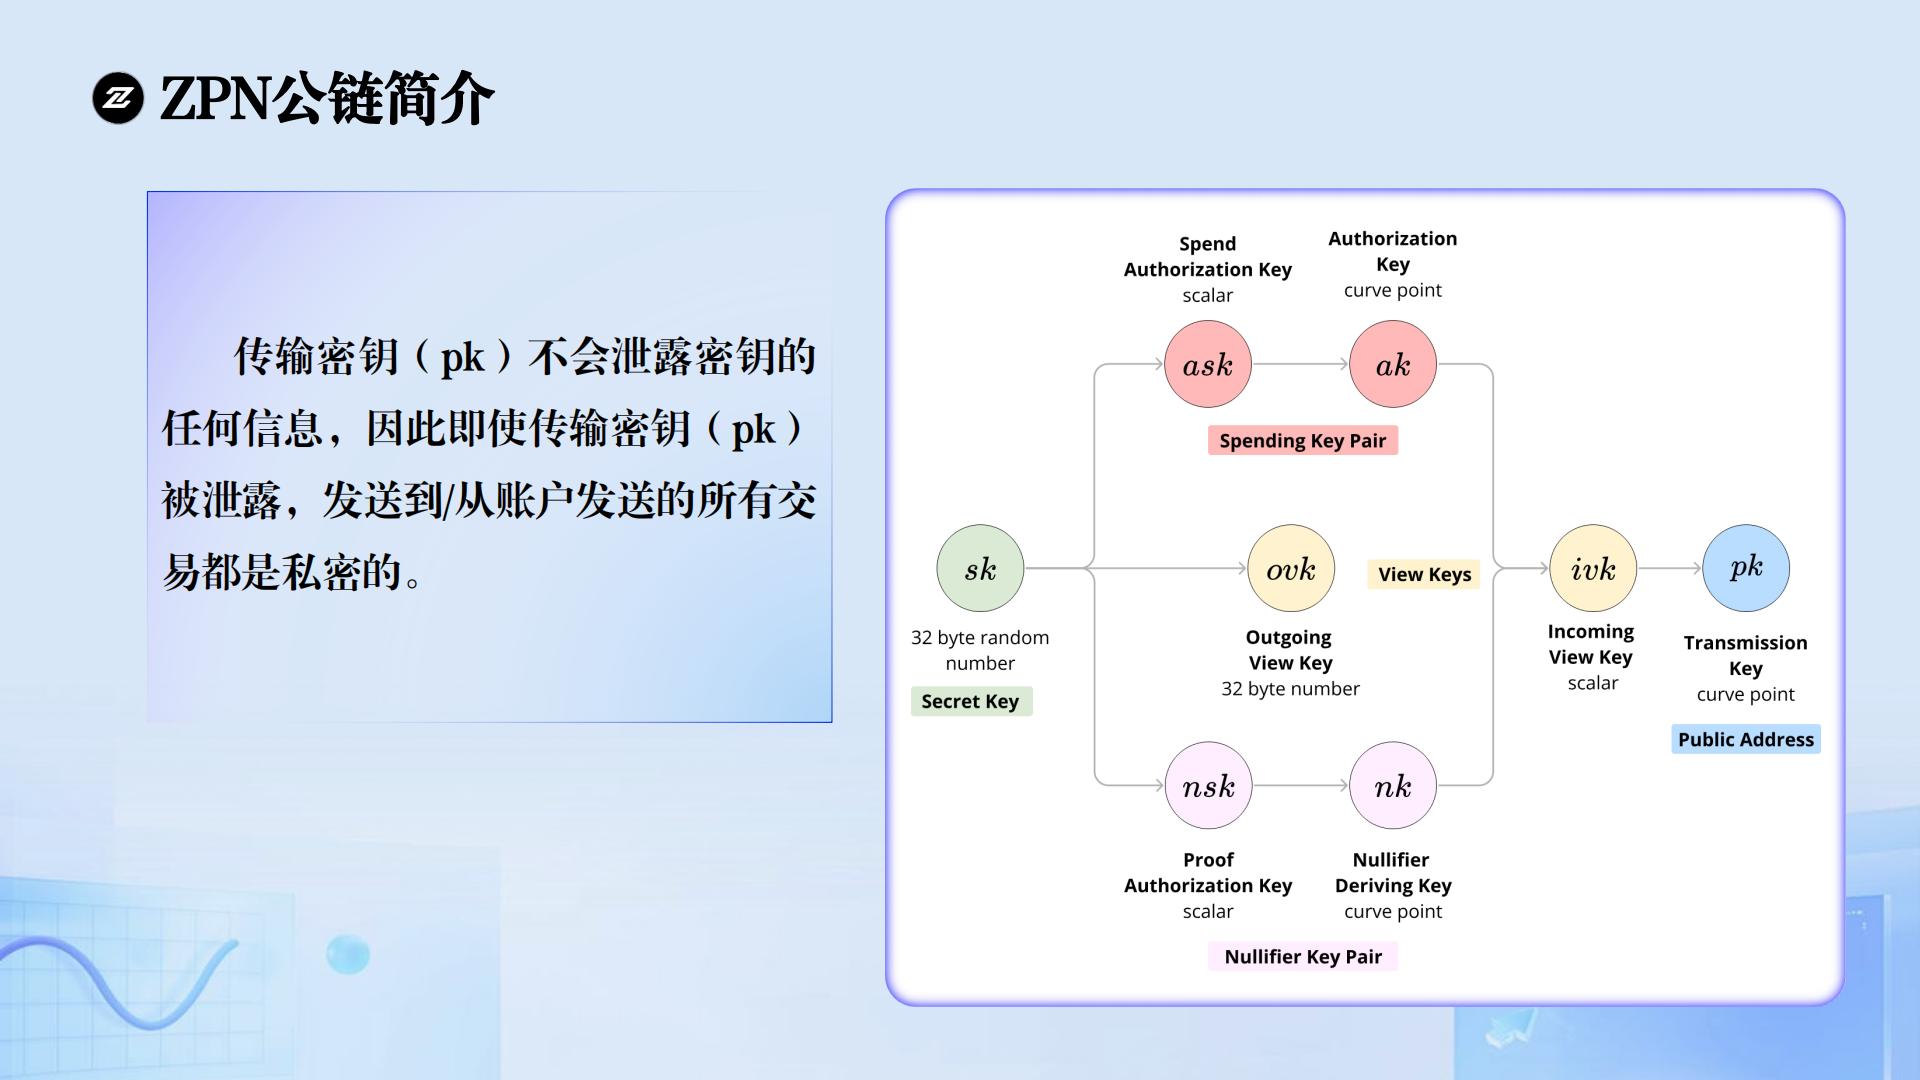 ZPN公链简介
传输密钥（pk）不会泄露密钥的
任何信息，因此即使传输密钥（pk）
被泄露，发送到/从账户发送的所有交
易都是私密的。
Spend
Authorization Key
scalar
Authorization
Key
curve point
ask
ak
Spending Key Pair
sk
32 byte random
number
Secret Key
ovk
Outgoing
View Key
32 byte number
View Keys
ivk
Incoming
View Key
scalar
pk
Transmission
Key
curve point
Public Address
nsk
nk
Proof
Authorization Key
scalar
Nullifier
Deriving Key
curve point
Nullifier Key Pair